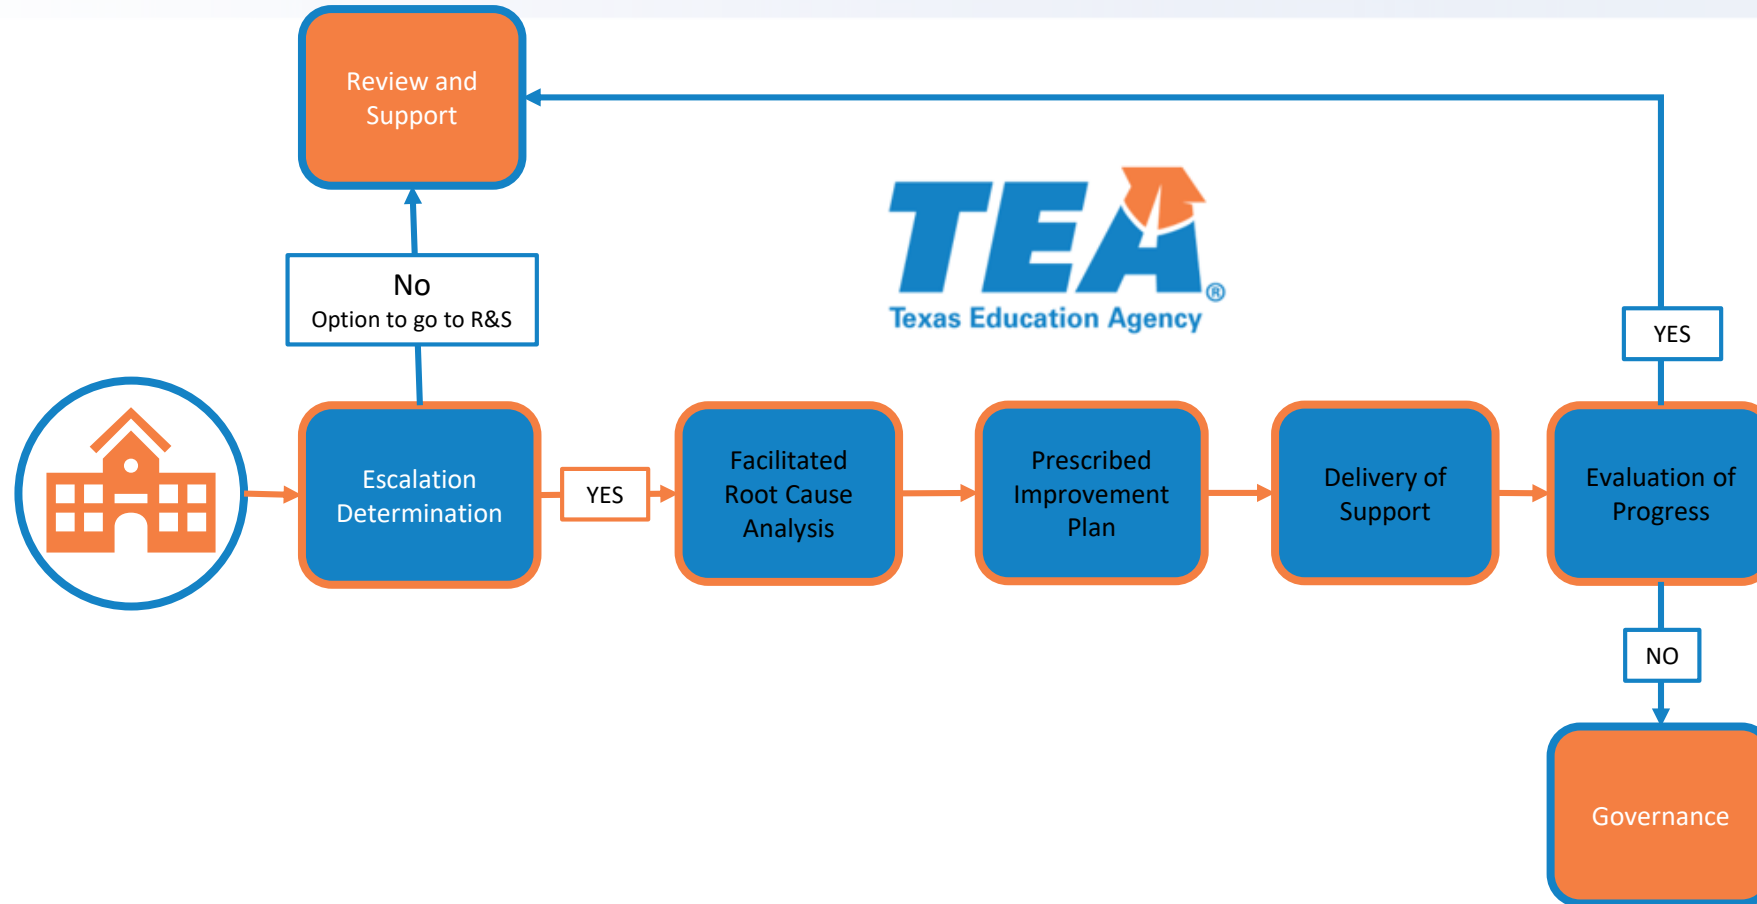 Review and
Support
No
Option to go to R&S
TEA®
Texas Education Agency
YES
Escalation
Determination
YES
Facilitated
Root Cause
Analysis
Prescribed
Improvement
Plan
Delivery of
Support
Evaluation of
Progress
NO
Governance